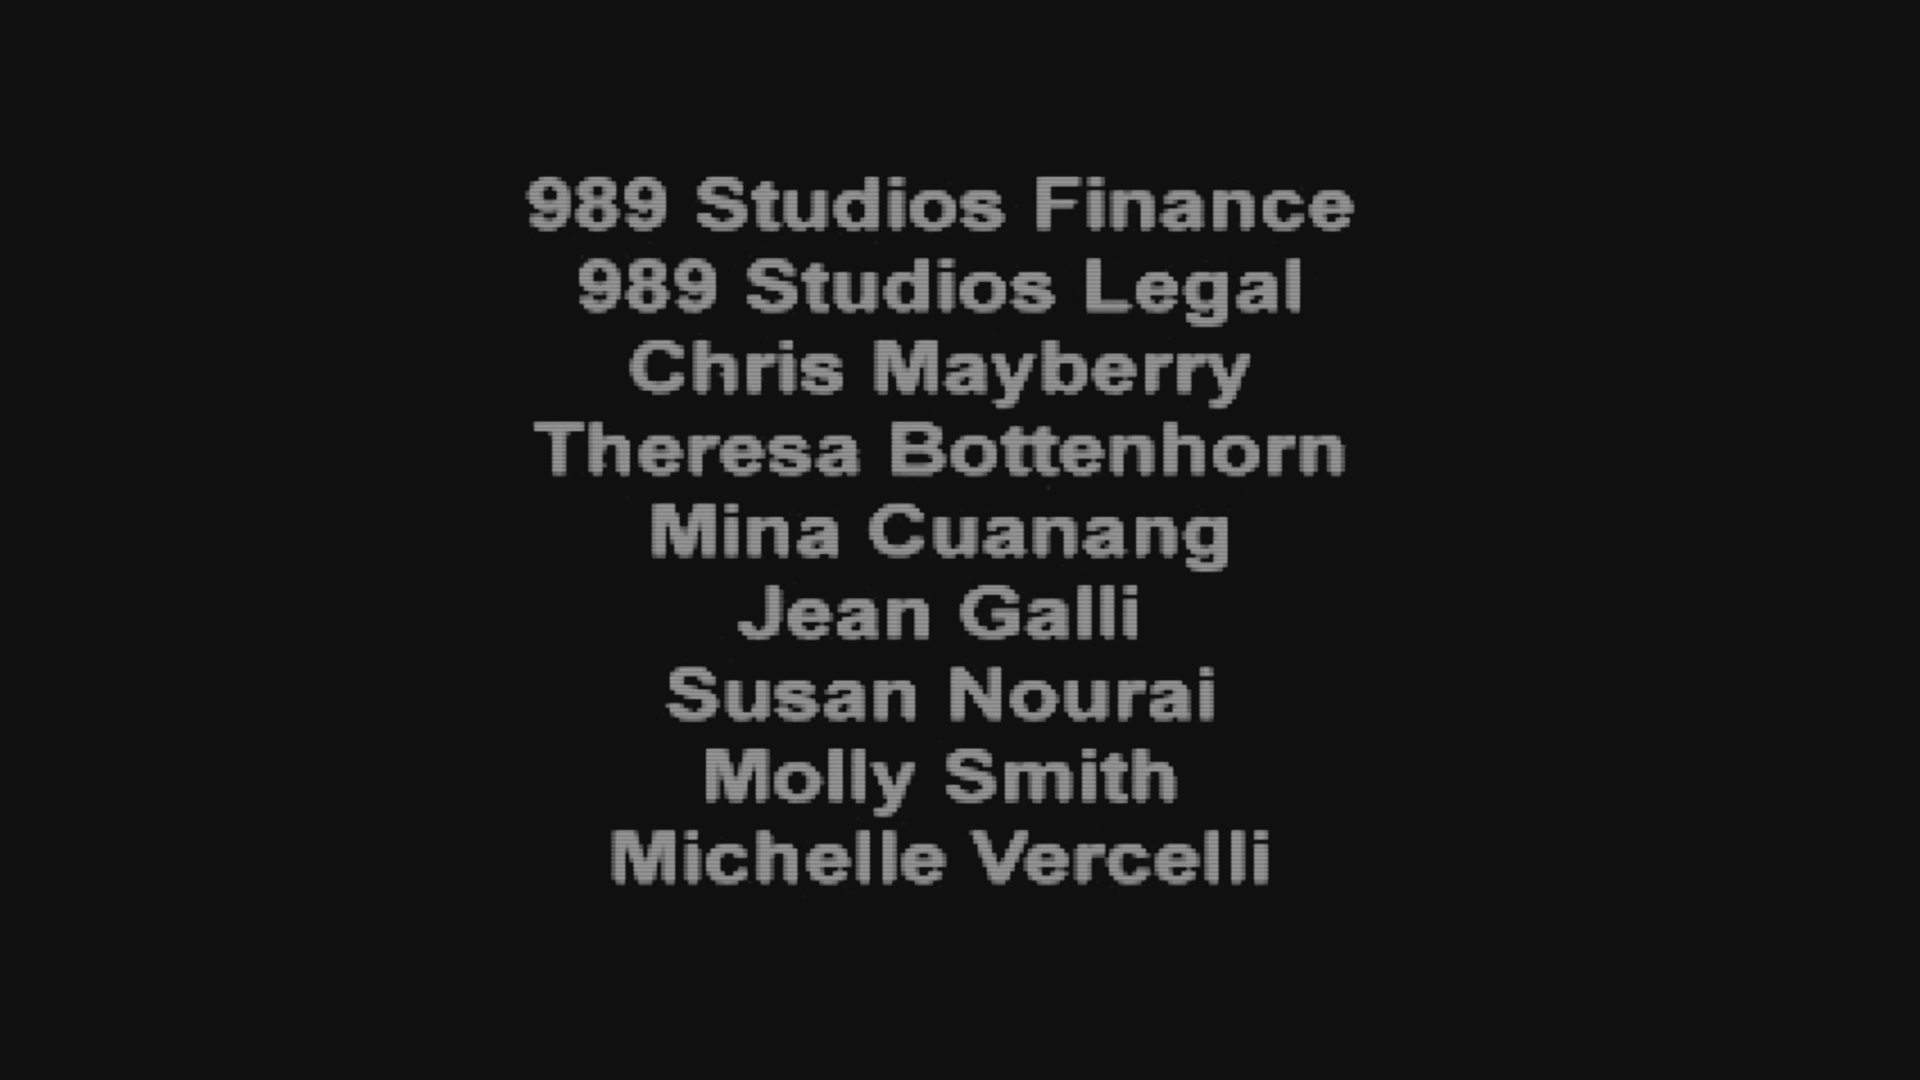 989 Studios Finance
989 Studios Legal
Chris Mayberry
Theresa Bottenhorn
Mina Cuanang
Jean Galli
Susan Nourai
Molly Smith
Michelle Vercelli